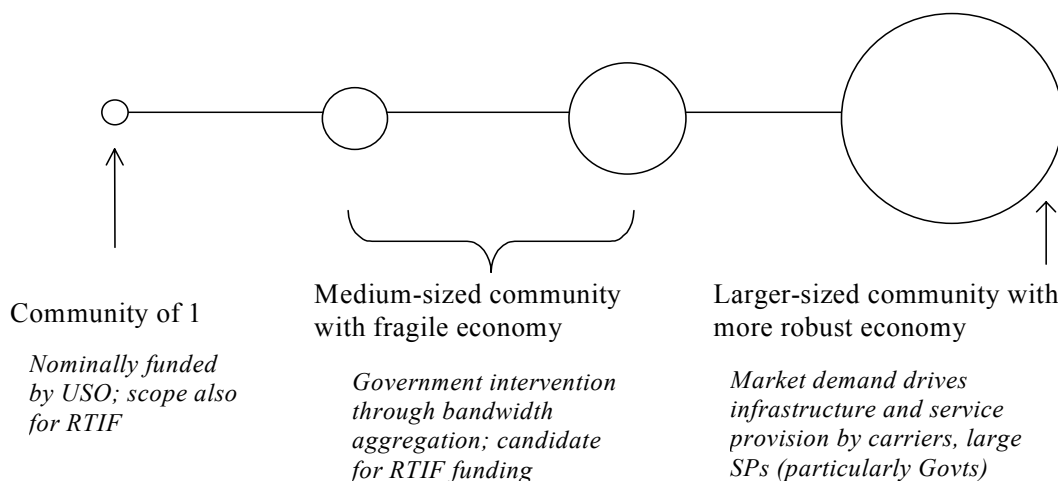 Community of 1
Nominally funded
by USO; scope also
for RTIF
Medium-sized community
with fragile economy
Government intervention
through bandwidth
aggregation; candidate
for RTIF funding
Larger-sized community with
more robust economy
Market demand drives
infrastructure and service
provision by carriers, large
SPs (particularly Govts)